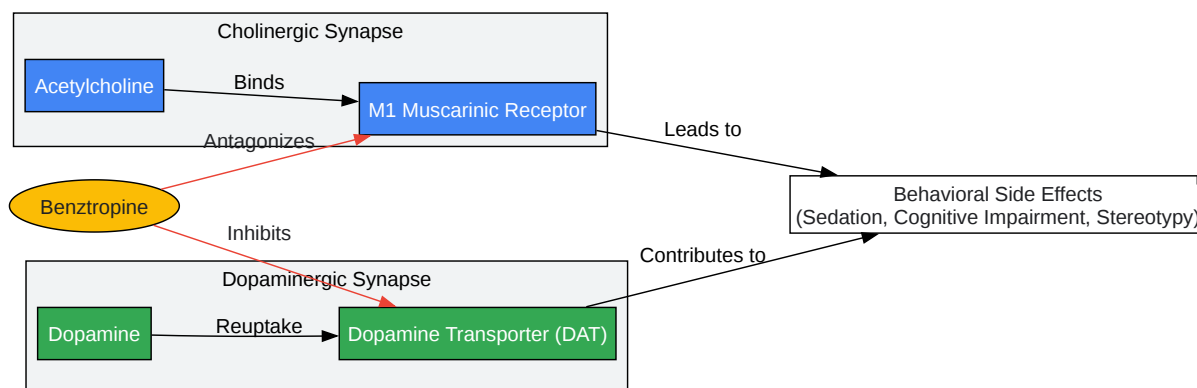 Cholinergic Synapse
Acetylcholine
Binds
M1 Muscarinic Receptor
Antagonizes
Leads to
Benztropine
Behavioral Side Effects
(Sedation, Cognitive Impairment, Stereotypy)
Inhibits
Contributes to
Dopaminergic Synapse
Dopamine
Reuptake
Dopamine Transporter (DAT)